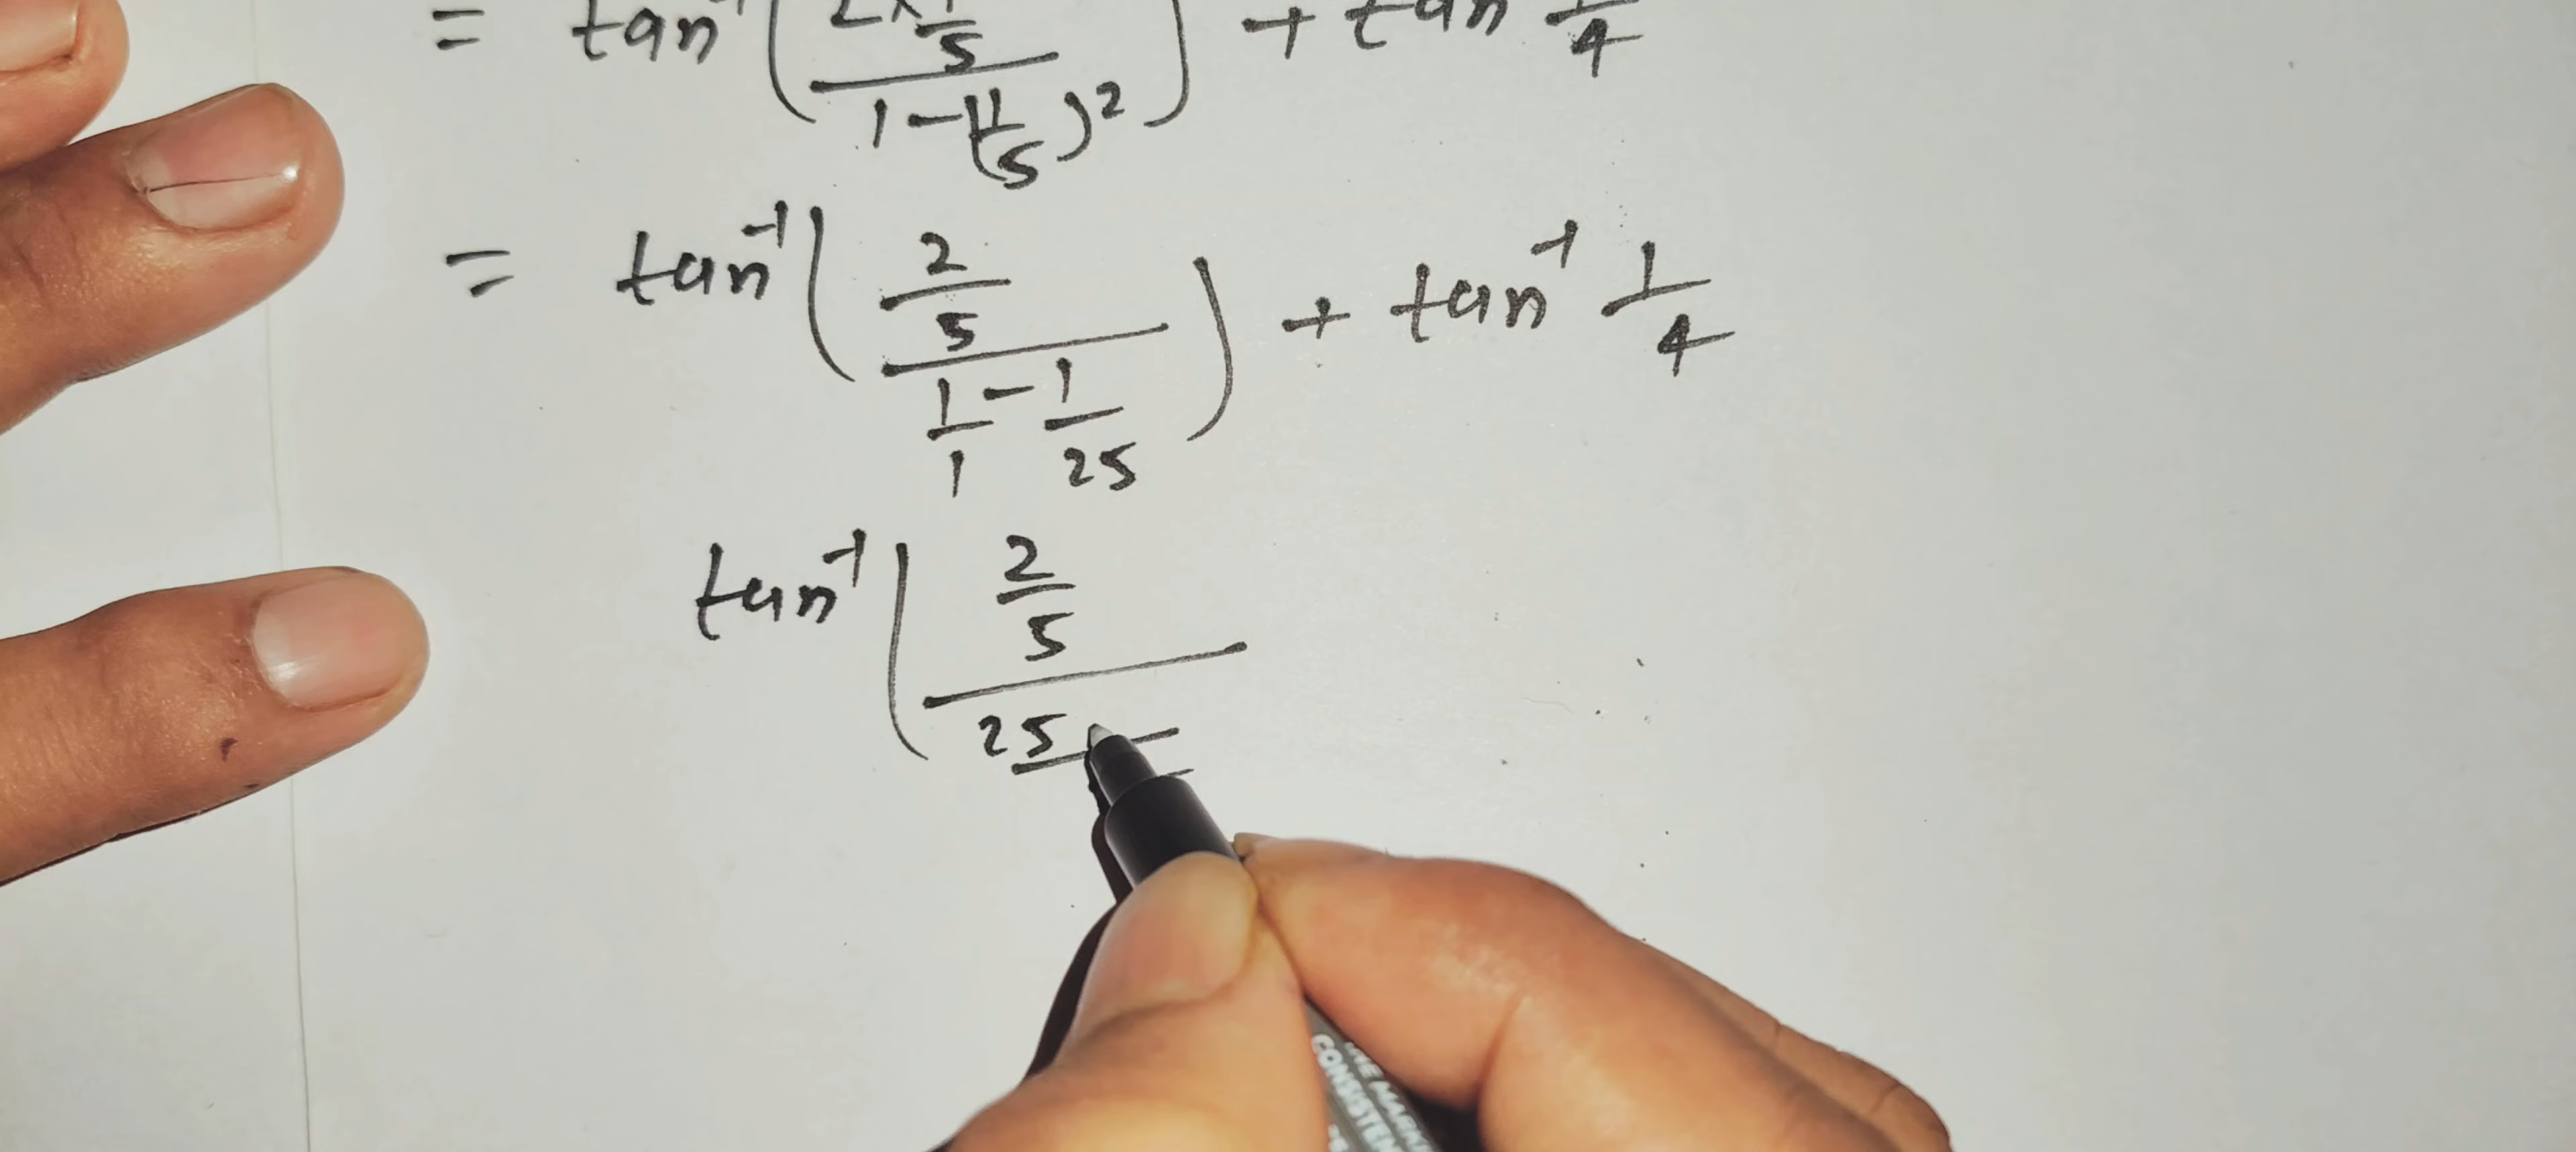 = tan⁻¹ ( (2×1/5) / (1-(1/5)²) ) + tan 1/4
= tan⁻¹ ( (2/5) / (1/1 - 1/25) ) + tan⁻¹ 1/4
tan⁻¹ ( (2/5) / (25
CONSISTEN